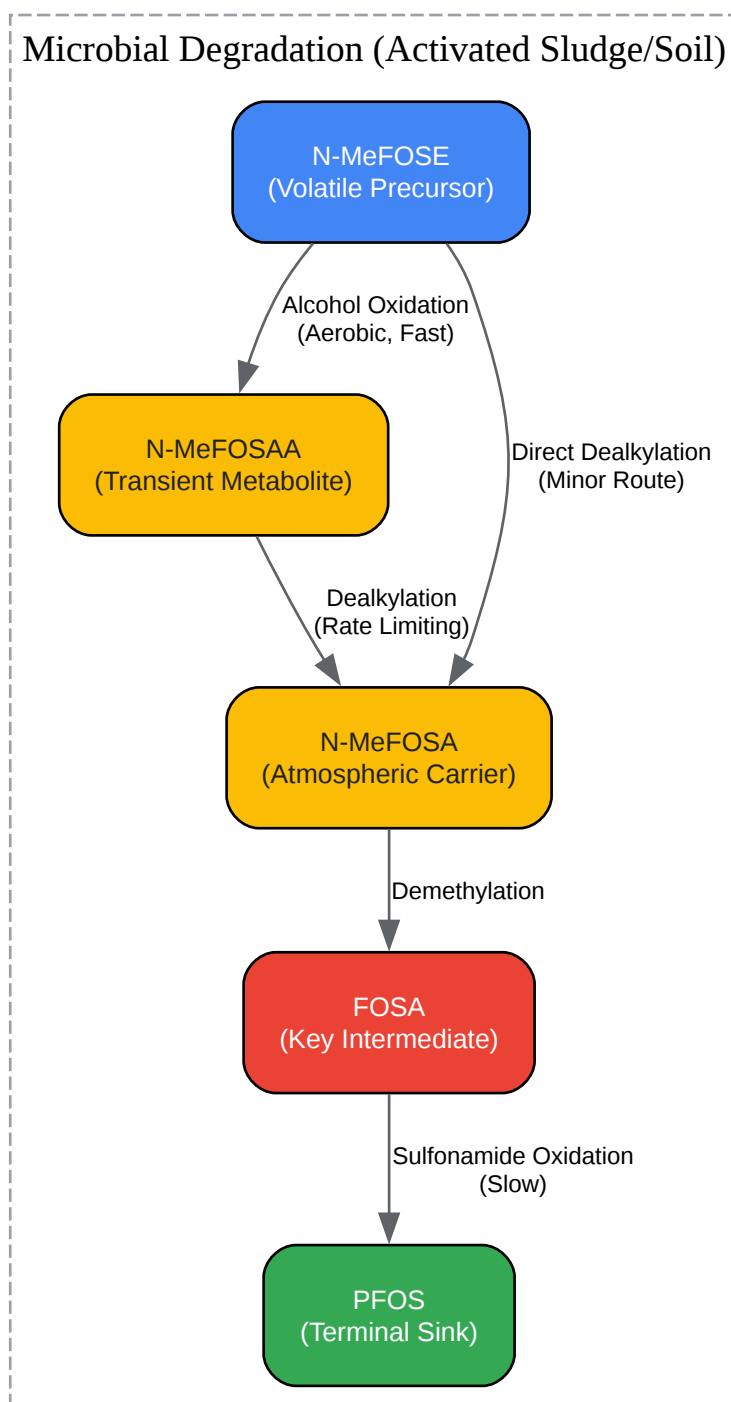 Microbial Degradation (Activated Sludge/Soil)
N-MeFOSE
(Volatile Precursor)
Alcohol Oxidation
(Aerobic, Fast)
N-MeFOSAA
(Transient Metabolite)
Direct Dealkylation
(Minor Route)
Dealkylation
(Rate Limiting)
N-MeFOSA
(Atmospheric Carrier)
Demethylation
FOSA
(Key Intermediate)
Sulfonamide Oxidation
(Slow)
PFOS
(Terminal Sink)